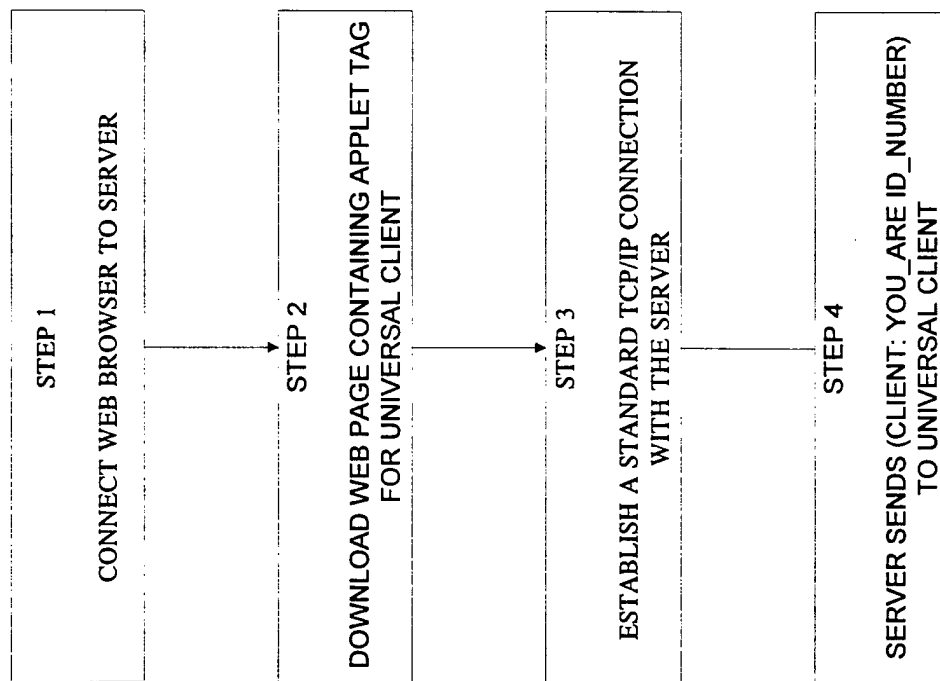 STEP 1
CONNECT WEB BROWSER TO SERVER
STEP 2
DOWNLOAD WEB PAGE CONTAINING APPLET TAG
FOR UNIVERSAL CLIENT
STEP 3
ESTABLISH A STANDARD TCP/IP CONNECTION
WITH THE SERVER
STEP 4
SERVER SENDS (CLIENT: YOU_ARE ID_NUMBER)
TO UNIVERSAL CLIENT